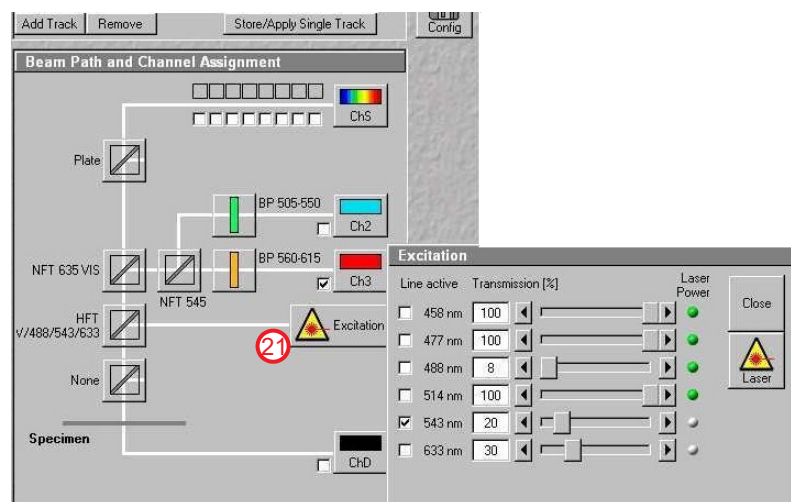 Add Track Remove Store/Apply Single Track Config
Beam Path and Channel Assignment
ChS
Plate
BP 505-550
Ch2
NFT 635 VIS
NFT 545
BP 560-615
Ch3
HFT
V/488/543/633
21
Excitation
None
Specimen
ChD
Excitation
Line active Transmission [%] Laser
Power
458 nm 100
477 nm 100
488 nm 8
514 nm 100
543 nm 20
633 nm 30
Close
Laser